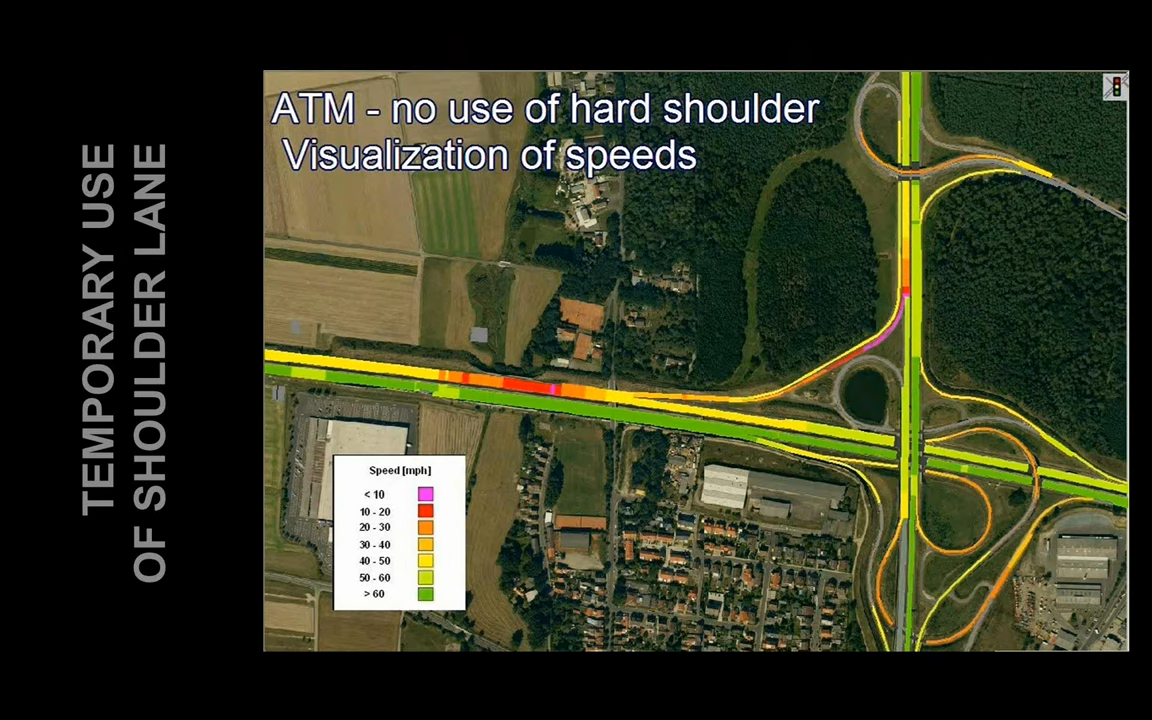 TEMPORARY USE
OF SHOULDER LANE
ATM - no use of hard shoulder
Visualization of speeds
Speed [mph]
< 10
10 - 20
20 - 30
30 - 40
40 - 50
50 - 60
> 60